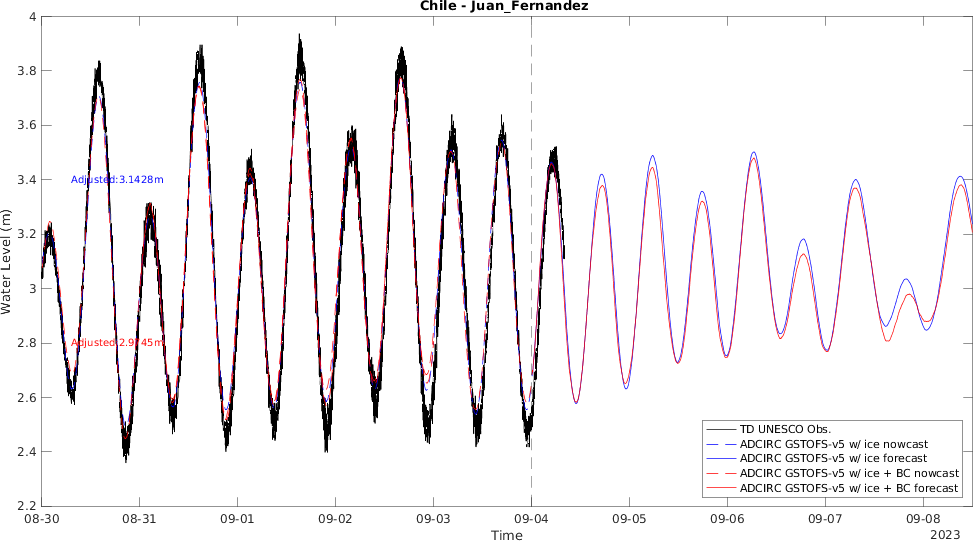 Chile - Juan_Fernandez
4
3.8
3.6
3.4
3.2
3
2.8
2.6
2.4
2.2
Water Level (m)
Adjusted:3.1428m
Adjusted:2.9745m
TD UNESCO Obs.
ADCIRC GSTOFS-v5 w/ ice nowcast
ADCIRC GSTOFS-v5 w/ ice forecast
ADCIRC GSTOFS-v5 w/ ice + BC nowcast
ADCIRC GSTOFS-v5 w/ ice + BC forecast
08-30 08-31 09-01 09-02 09-03 09-04 09-05 09-06 09-07 09-08
Time
2023